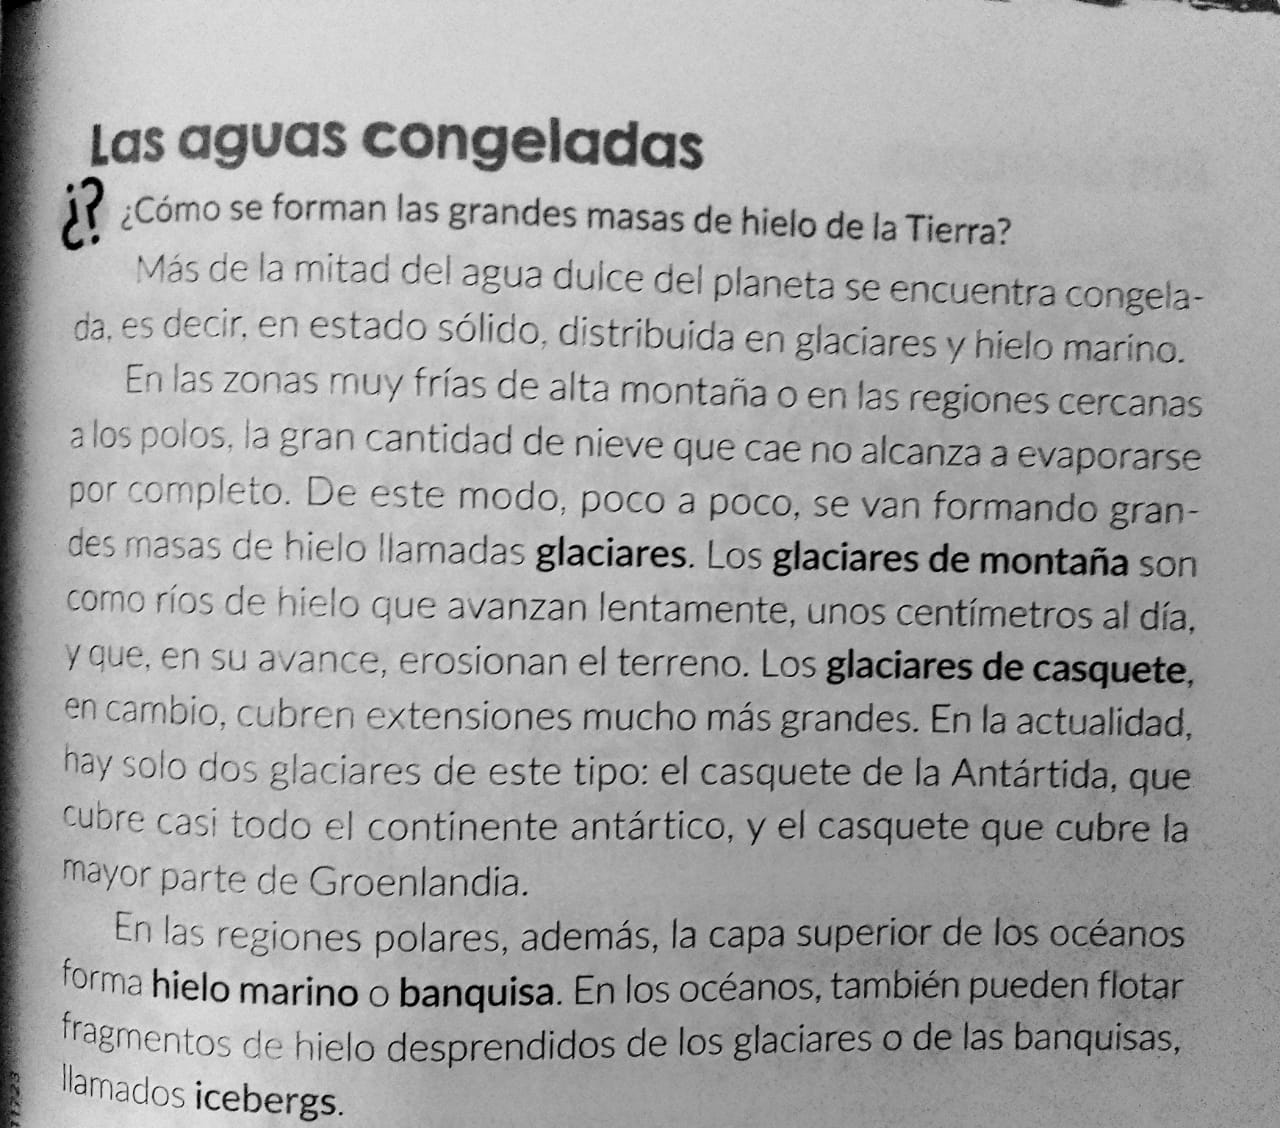 Las aguas congeladas
¿? ¿Cómo se forman las grandes masas de hielo de la Tierra?
Más de la mitad del agua dulce del planeta se encuentra congela-
da, es decir, en estado sólido, distribuida en glaciares y hielo marino.
En las zonas muy frías de alta montaña o en las regiones cercanas
a los polos, la gran cantidad de nieve que cae no alcanza a evaporarse
por completo. De este modo, poco a poco, se van formando gran-
des masas de hielo llamadas glaciares. Los glaciares de montaña son
como ríos de hielo que avanzan lentamente, unos centímetros al día,
y que, en su avance, erosionan el terreno. Los glaciares de casquete,
en cambio, cubren extensiones mucho más grandes. En la actualidad,
hay solo dos glaciares de este tipo: el casquete de la Antártida, que
cubre casi todo el continente antártico, y el casquete que cubre la
mayor parte de Groenlandia.
En las regiones polares, además, la capa superior de los océanos
forma hielo marino o banquisa. En los océanos, también pueden flotar
fragmentos de hielo desprendidos de los glaciares o de las banquisas,
llamados icebergs.